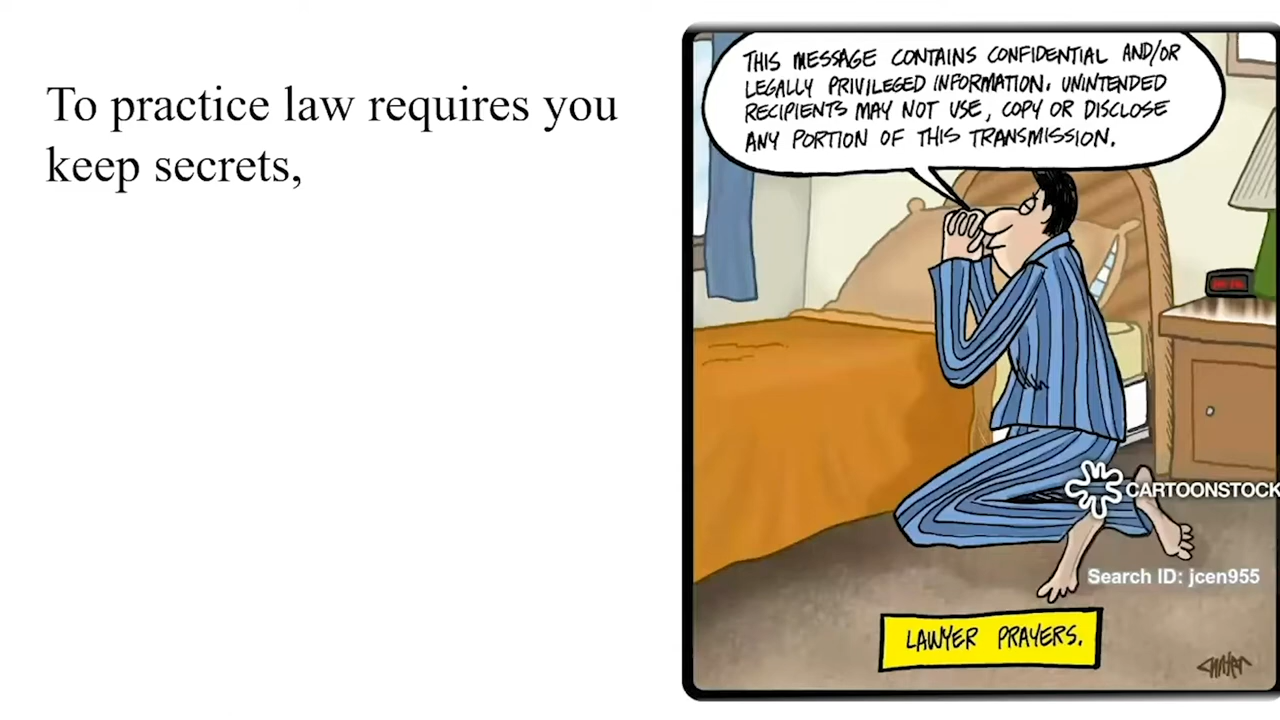 To practice law requires you
keep secrets,
THIS MESSAGE CONTAINS CONFIDENTIAL AND/OR
LEGALLY PRIVILEGED INFORMATION. UNINTENDED
RECIPIENTS MAY NOT USE, COPY OR DISCLOSE
ANY PORTION OF THIS TRANSMISSION.
CARTOONSTOCK
Search ID: jcen955
LAWYER PRAYERS.